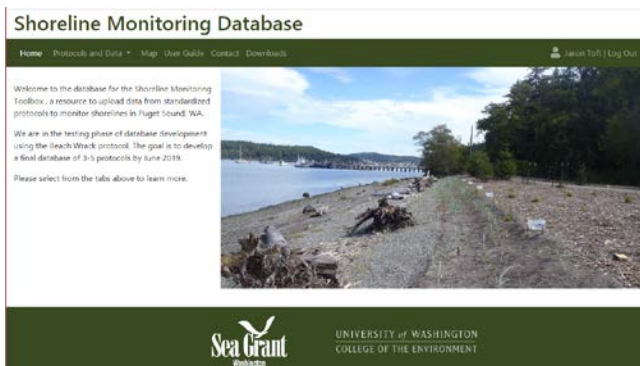 Shoreline Monitoring Database
Home Protocols and Data Map User Guide Contact Downloads Jason Toft | Log Out
Welcome to the database for the Shoreline Monitoring
Toolbox, a resource to upload data from standardized
protocols to monitor shorelines in Puget Sound, WA.
We are in the testing phase of database development
using the Beach Wrack protocol. The goal is to develop
a final database of 3-5 protocols by June 2019.
Please select from the tabs above to learn more.
Sea Grant
Washington
UNIVERSITY of WASHINGTON
COLLEGE OF THE ENVIRONMENT